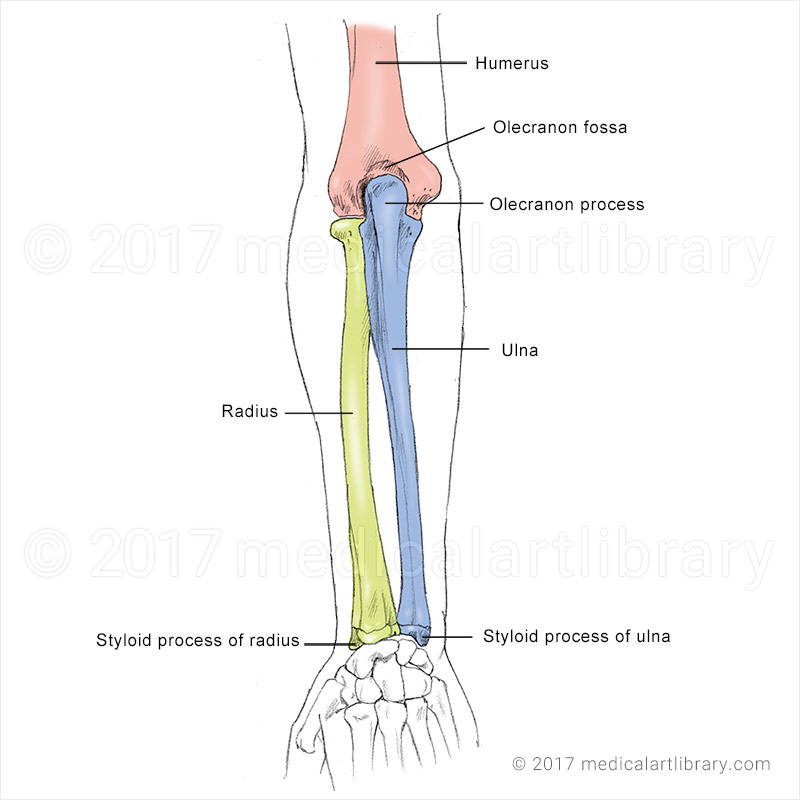 Humerus
Olecranon fossa
Olecranon process
© 2017 medicalartlibrary
Ulna
Radius
© 2017 medicalartlibrary
Styloid process of radius
Styloid process of ulna
© 2017 medicalartlibrary.com